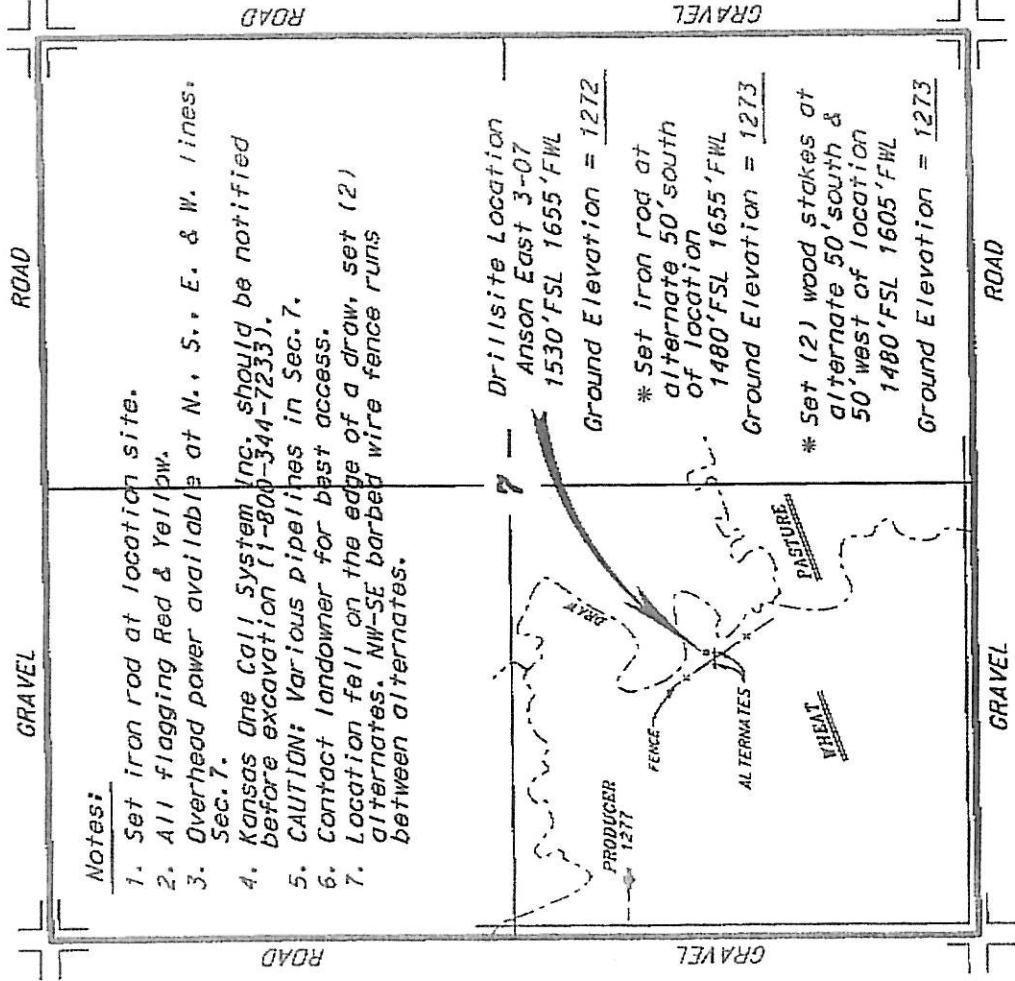 GRAVEL
ROAD
Notes:
1. Set iron rod at location site.
2. All flagging Red & Yellow.
3. Overhead power available at N., S., E. & W. lines.
Sec. 7.
4. Kansas One Call System Inc. should be notified
before excavation (1-800-344-7233).
5. CAUTION: Various pipelines in Sec. 7.
6. Contact landowner for best access.
7. Location fell on the edge of a draw, set (2)
alternates. NW-SE barbed wire fence runs
between alternates.
ROAD
ROAD
7
Drillsite Location
Anson East 3-07
1530'FSL 1655'FWL
Ground Elevation = 1272
* Set iron rod at
alternate 50'south
of location
1480'FSL 1655'FWL
Ground Elevation = 1273
* Set (2) wood stakes at
alternate 50'south &
50'west of location
1480'FSL 1605'FWL
Ground Elevation = 1273
DRAW
FENCE
PRODUCER
1277
ALTERNATES
PASTURE
WHEAT
GRAVEL
GRAVEL
GRAVEL
ROAD